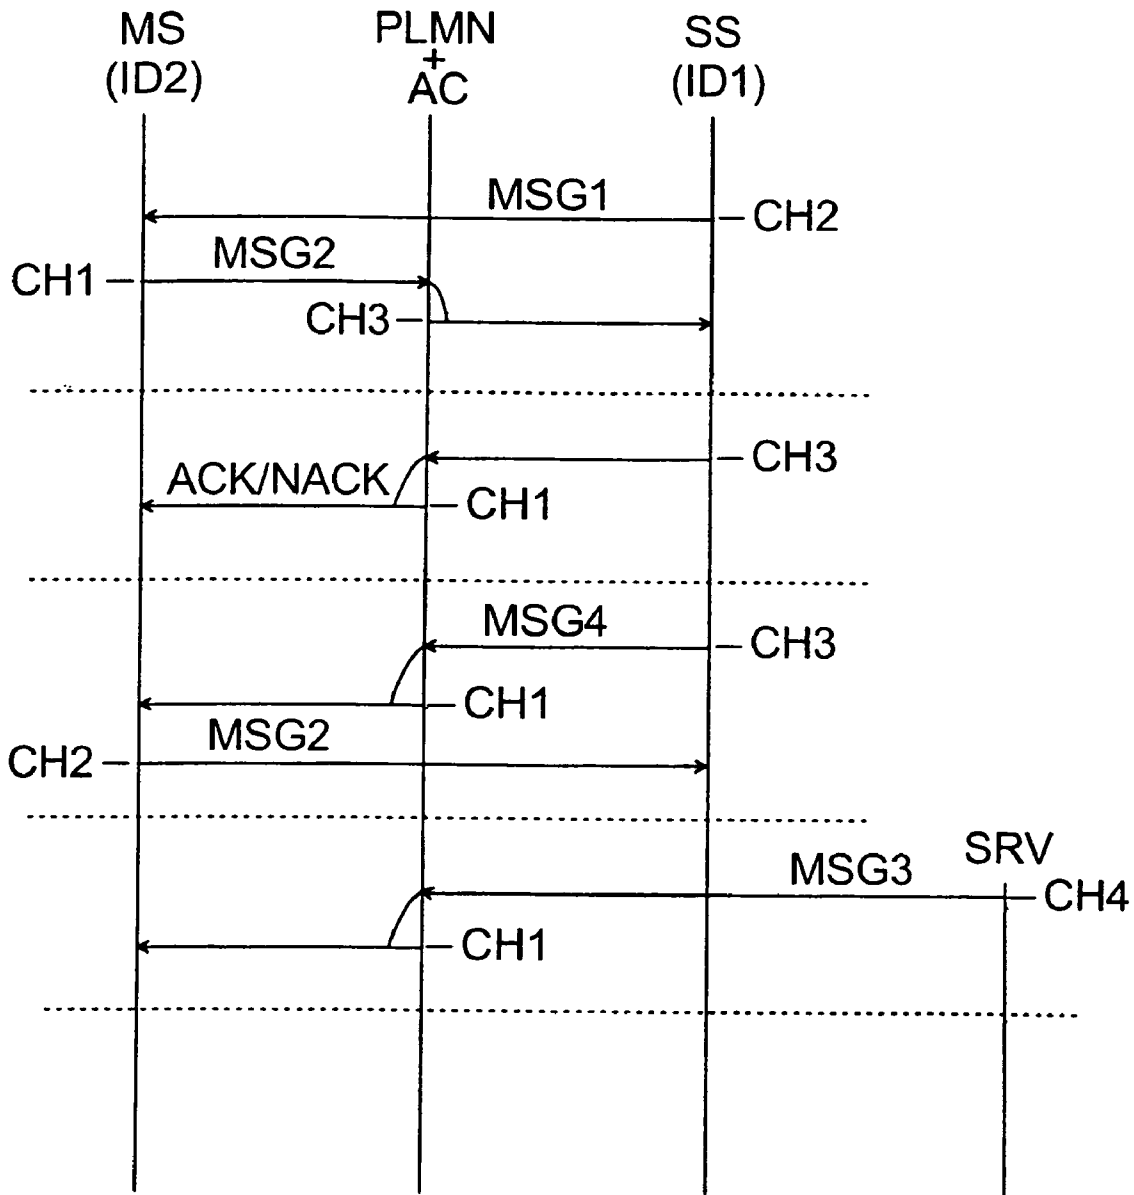 MS
(ID2)
PLMN
+
AC
SS
(ID1)
MSG1
CH2
MSG2
CH1
CH3
CH3
ACK/NACK
CH1
MSG4
CH3
CH1
MSG2
CH2
SRV
MSG3
CH4
CH1